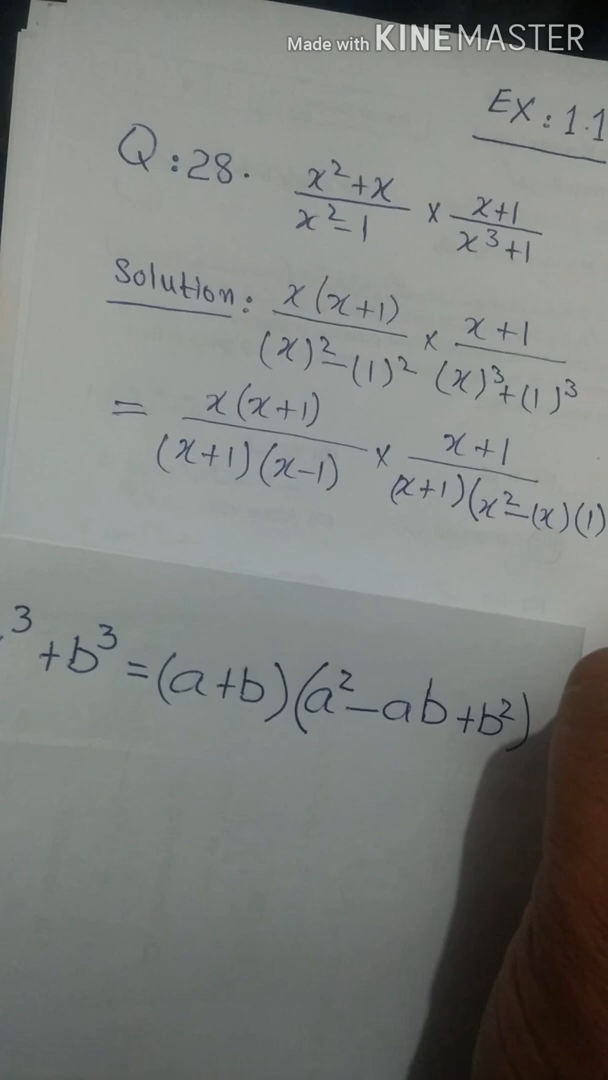 Made with KINEMASTER
EX: 1.1
Q:28. x²+x / x²-1 × x+1 / x³+1
Solution: x(x+1) / (x)²-(1)² × x+1 / (x)³+(1)³
= x(x+1) / (x+1)(x-1) × x+1 / (x+1)(x²-(x)(1)
³+b³=(a+b)(a²-ab+b²)